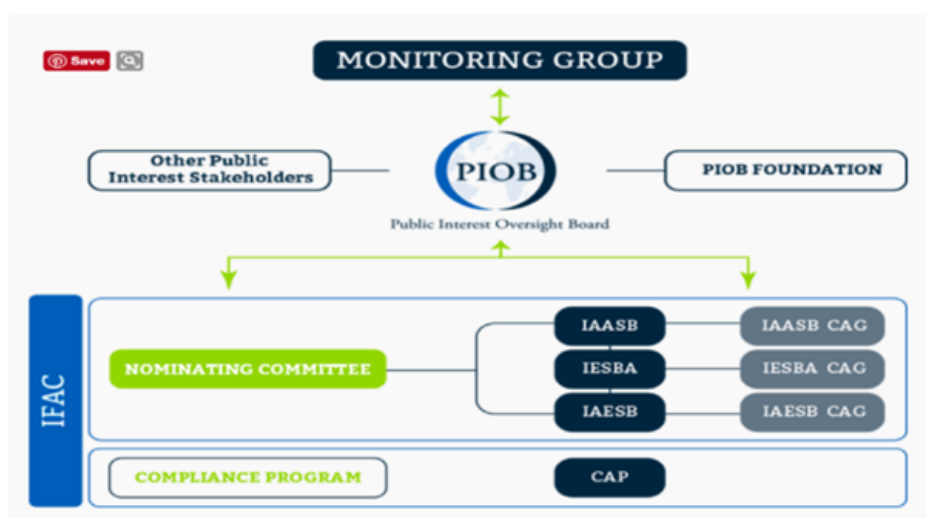 Save
MONITORING GROUP
Other Public
Interest Stakeholders
PIOB
PIOB FOUNDATION
Public Interest Oversight Board
IFAC
NOMINATING COMMITTEE
IAASB
IAASB CAG
IESBA
IESBA CAG
IAESB
IAESB CAG
COMPLIANCE PROGRAM
CAP